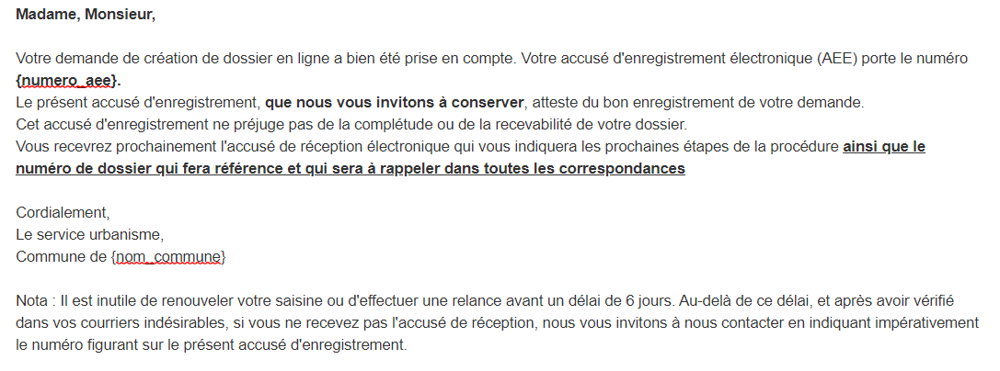 Madame, Monsieur,
Votre demande de création de dossier en ligne a bien été prise en compte. Votre accusé d'enregistrement électronique (AEE) porte le numéro
{numero_aee}.
Le présent accusé d'enregistrement, que nous vous invitons à conserver, atteste du bon enregistrement de votre demande.
Cet accusé d'enregistrement ne préjuge pas de la complétude ou de la recevabilité de votre dossier.
Vous recevrez prochainement l'accusé de réception électronique qui vous indiquera les prochaines étapes de la procédure ainsi que le
numéro de dossier qui fera référence et qui sera à rappeler dans toutes les correspondances
Cordialement,
Le service urbanisme,
Commune de {nom_commune}
Nota : Il est inutile de renouveler votre saisine ou d'effectuer une relance avant un délai de 6 jours. Au-delà de ce délai, et après avoir vérifié
dans vos courriers indésirables, si vous ne recevez pas l'accusé de réception, nous vous invitons à nous contacter en indiquant impérativement
le numéro figurant sur le présent accusé d'enregistrement.